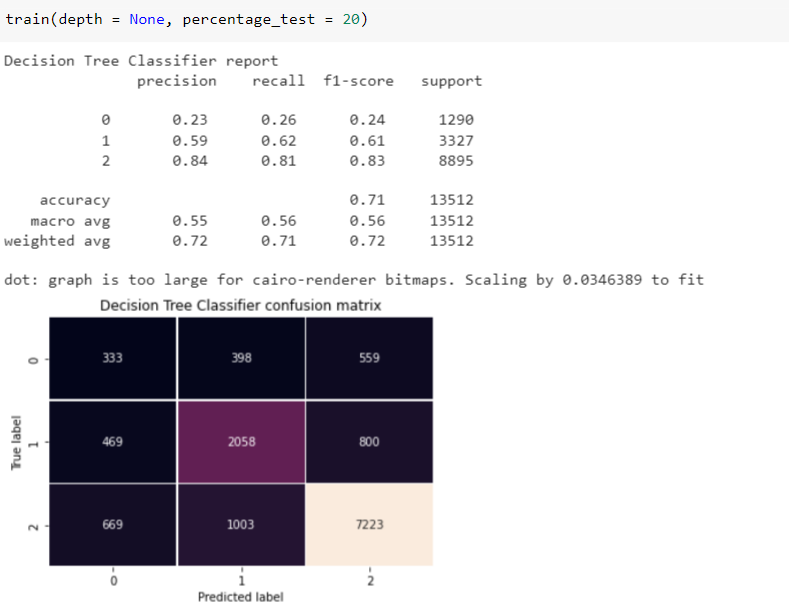 train(depth = None, percentage_test = 20)
Decision Tree Classifier report
precision recall f1-score support
0 0.23 0.26 0.24 1290
1 0.59 0.62 0.61 3327
2 0.84 0.81 0.83 8895
accuracy 0.71 13512
macro avg 0.55 0.56 0.56 13512
weighted avg 0.72 0.71 0.72 13512
dot: graph is too large for cairo-renderer bitmaps. Scaling by 0.0346389 to fit
Decision Tree Classifier confusion matrix
0 333 398 559
True label
1 469 2058 800
2 669 1003 7223
0 1 2
Predicted label